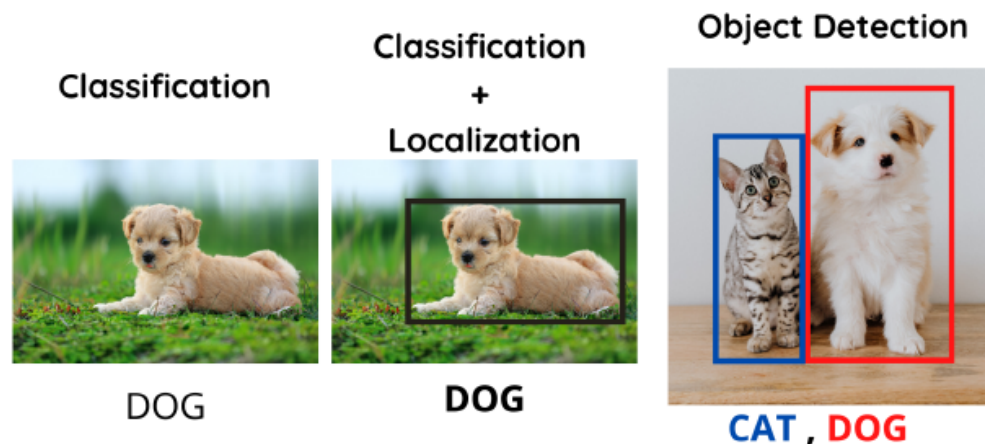 Classification
DOG
Classification
+
Localization
DOG
Object Detection
CAT , DOG